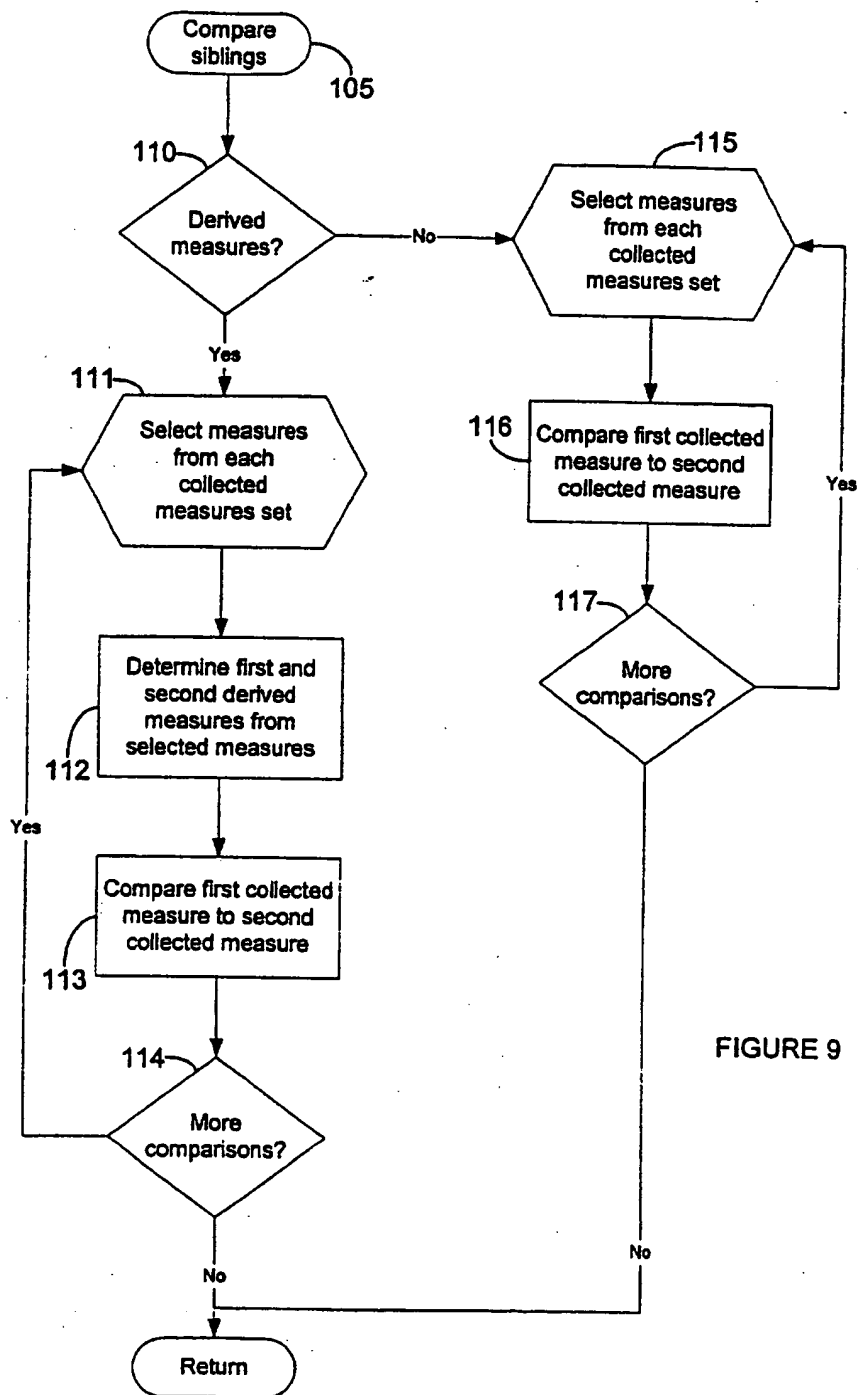 Compare
siblings
105
110
Derived
measures?
No
115
Select measures
from each
collected
measures set
Yes
111
Select measures
from each
collected
measures set
116
Compare first collected
measure to second
collected measure
Yes
117
More
comparisons?
Determine first and
second derived
measures from
selected measures
112
Yes
Compare first collected
measure to second
collected measure
113
114
More
comparisons?
FIGURE 9
No
No
Return